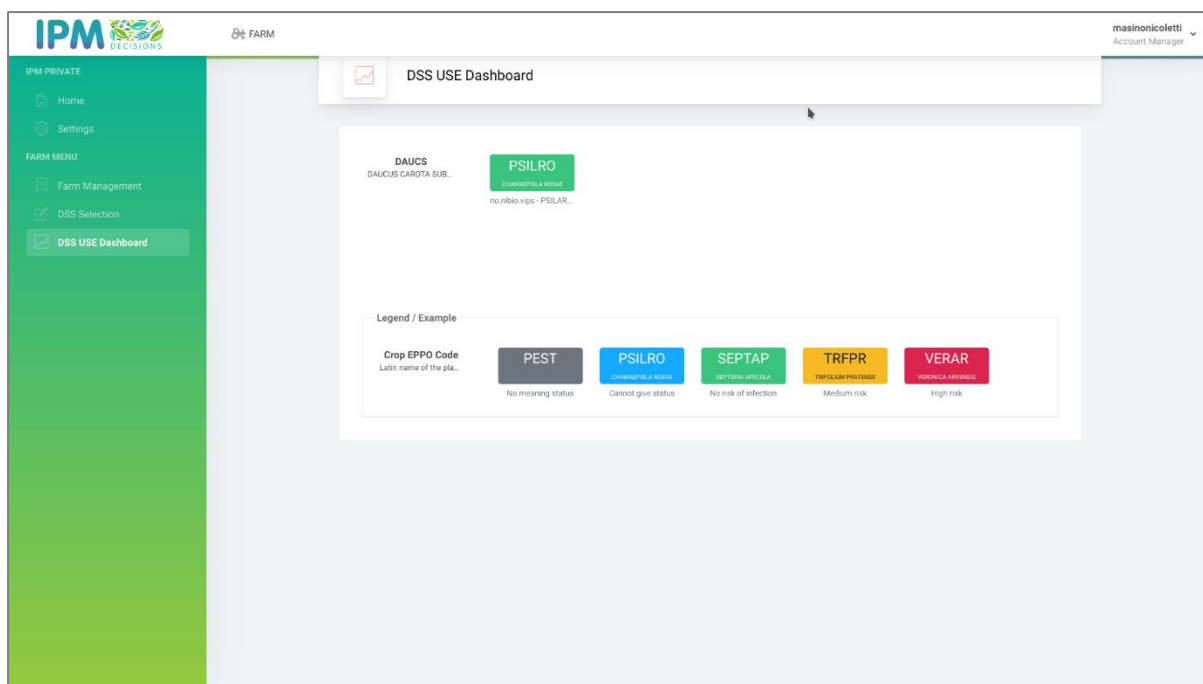 IPM
DECISIONS
FARM
masinonicoletti
Account Manager
IPM PRIVATE
Home
Settings
FARM MENU
Farm Management
DSS Selection
DSS USE Dashboard
DSS USE Dashboard
DAUCS
DAUCUS CAROTA SUB...
PSILRO
CHAMAEPSILA ROSAE
no.nibio.vips - PSILAR...
Legend / Example
Crop EPPO Code
Latin name of the pla...
PEST
No meaning status
PSILRO
CHAMAEPSILA ROSAE
Cannot give status
SEPTAP
SEPTORIA APIICOLA
No risk of infection
TRFPR
TRIFOLIUM PRATENSE
Medium risk
VERAR
VERONICA ARVENSIS
High risk